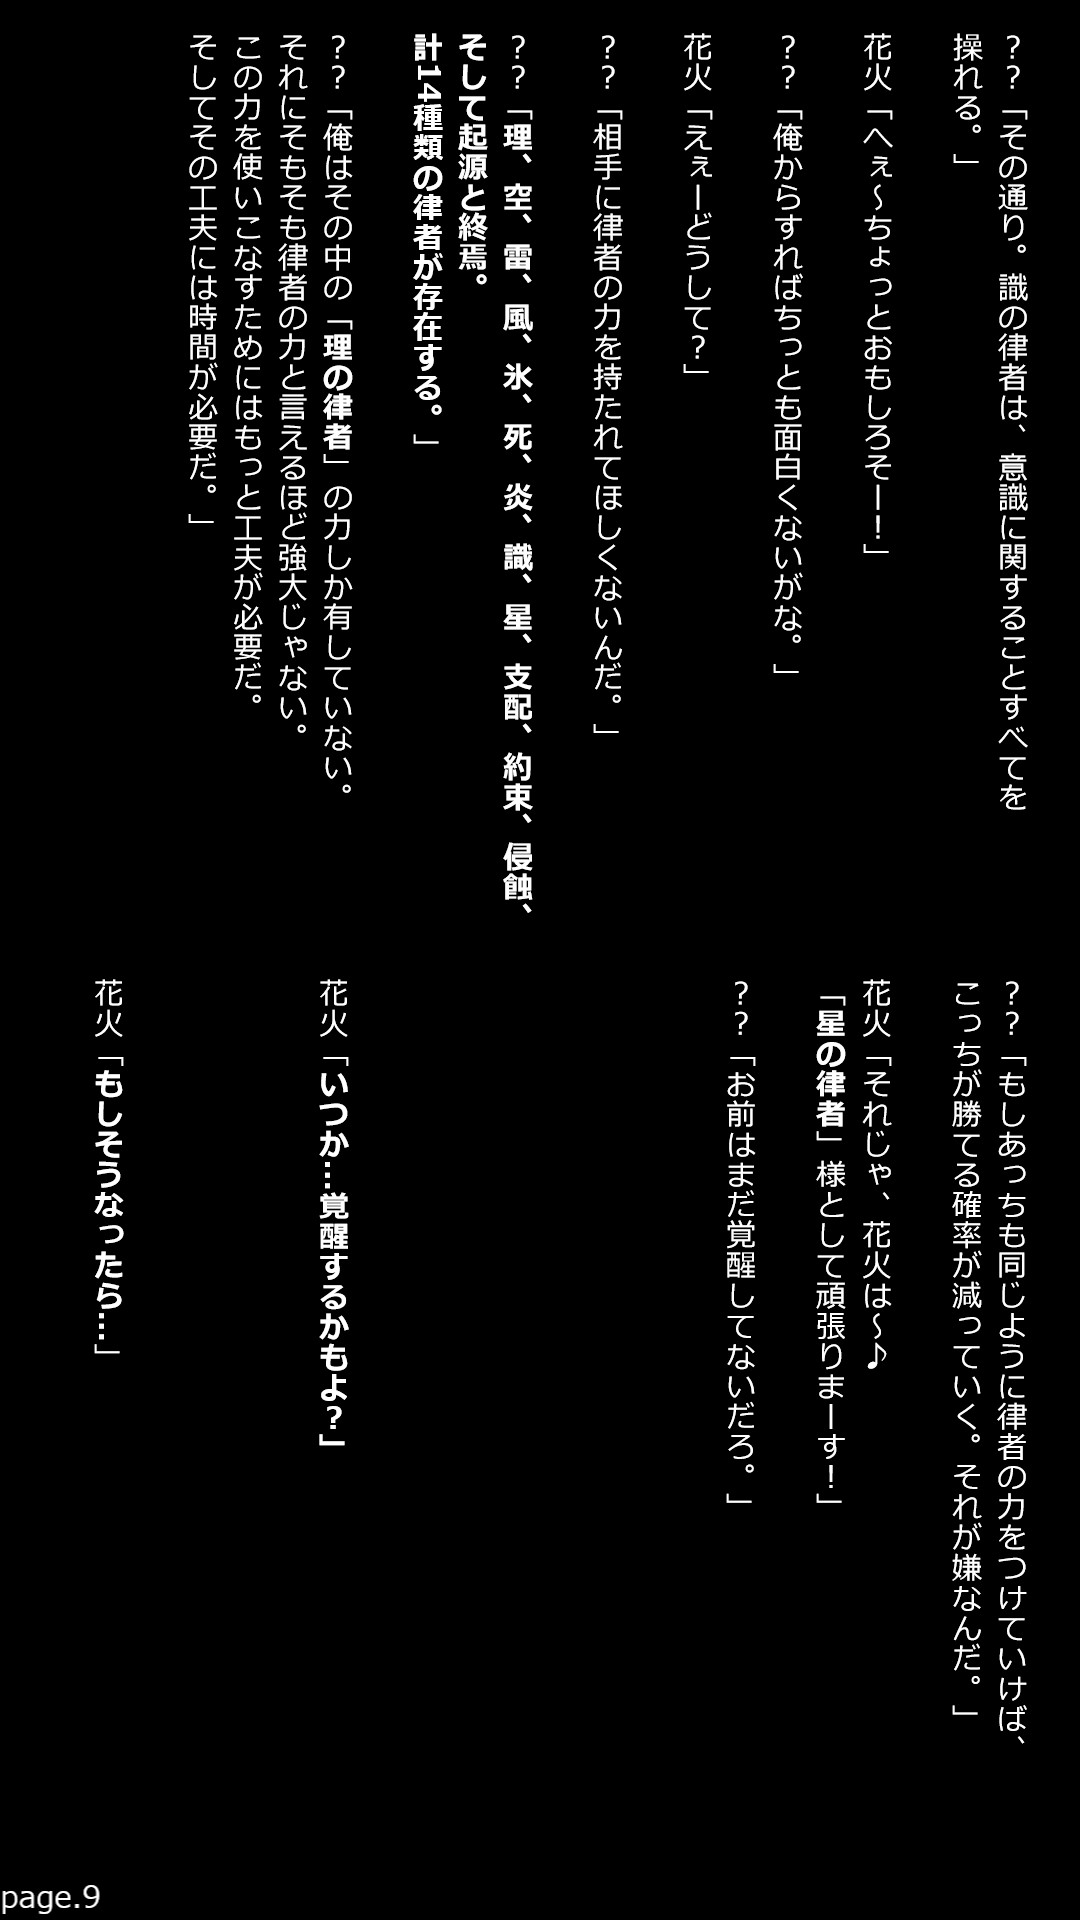 ？？「その通り。識の律者は、意識に関することすべてを
操れる。」
花火「へぇ～ちょっとおもしろそー！」
？？「俺からすればちっとも面白くないがな。」
花火「えぇーどうして？」
？？「相手に律者の力を持たれてほしくないんだ。」
？？「理、空、雷、風、氷、死、炎、識、星、支配、約束、侵蝕、
そして起源と終焉。
計14種類の律者が存在する。」
？？「俺はその中の「理の律者」の力しか有していない。
それにそもそも律者の力と言えるほど強大じゃない。
この力を使いこなすためにはもっと工夫が必要だ。
そしてその工夫には時間が必要だ。」
？？「もしあっちも同じように律者の力をつけていけば、
こっちが勝てる確率が減っていく。それが嫌なんだ。」
花火「それじゃ、花火は～♪
「星の律者」様として頑張りまーす！」
？？「お前はまだ覚醒してないだろ。」
花火「いつか…覚醒するかもよ？」
花火「もしそうなったら…」
page.9